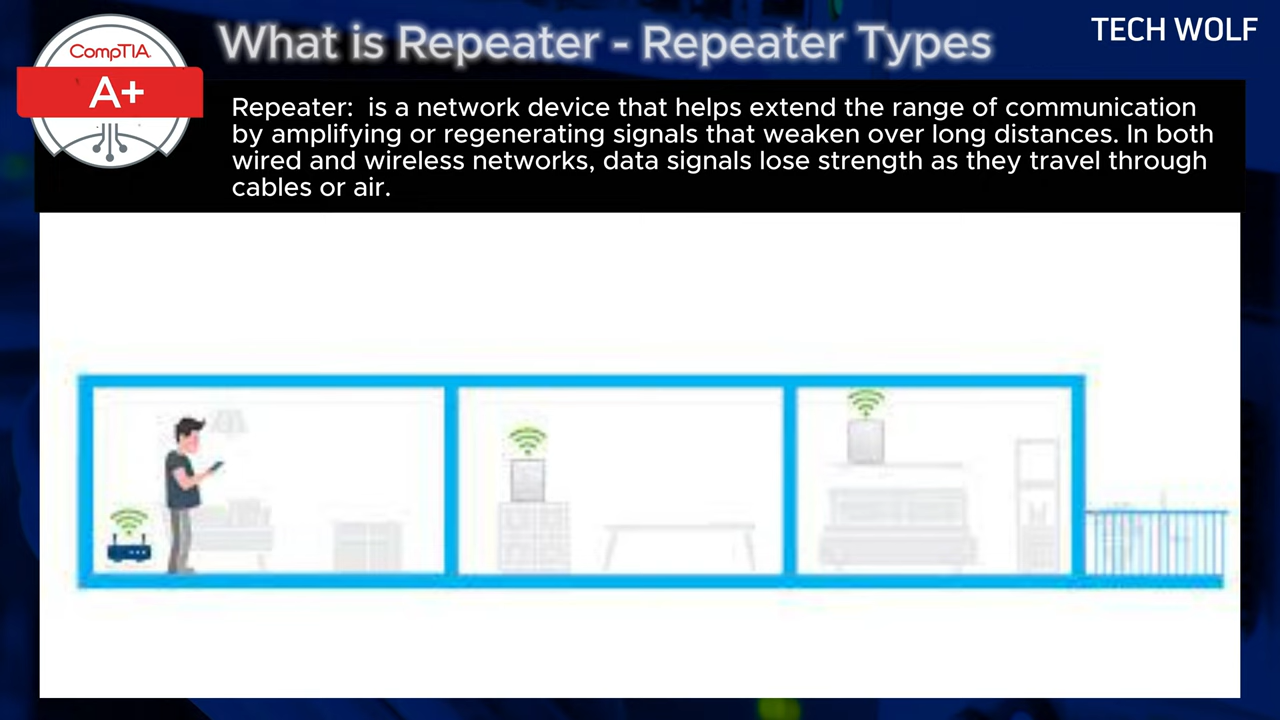 What is Repeater - Repeater Types
TECH WOLF
CompTIA.
A+
Repeater:  is a network device that helps extend the range of communication
by amplifying or regenerating signals that weaken over long distances. In both
wired and wireless networks, data signals lose strength as they travel through
cables or air.